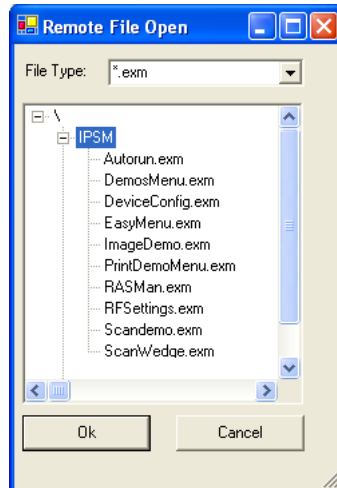 Remote File Open
File Type: *.exm
\
IPSM
Autorun.exm
DemosMenu.exm
DeviceConfig.exm
EasyMenu.exm
ImageDemo.exm
PrintDemoMenu.exm
RASMan.exm
RFSettings.exm
Scandemo.exm
ScanWedge.exm
Ok Cancel